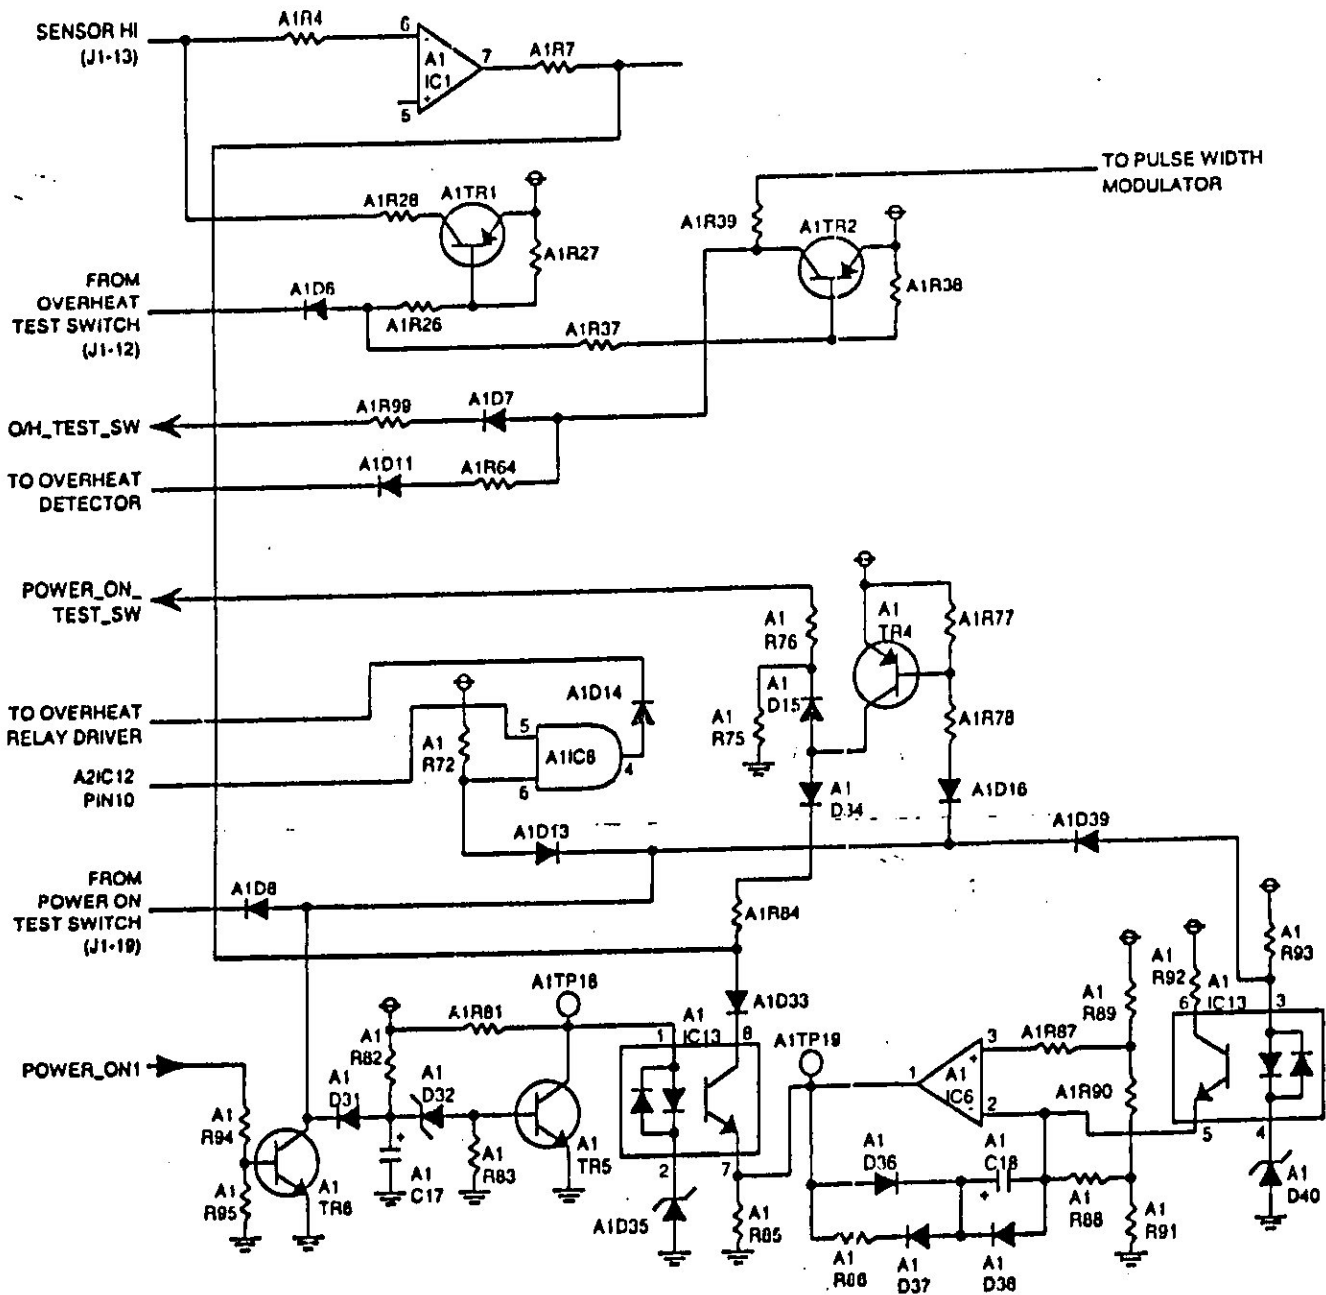 SENSOR HI
(J1-13)
A1R4
6
-
A1
IC1
+
5
7
A1R7
TO PULSE WIDTH
MODULATOR
A1R28
A1TR1
A1R27
A1R39
A1TR2
A1R38
FROM
OVERHEAT
TEST SWITCH
(J1-12)
A1D6
A1R26
A1R37
O/H_TEST_SW
A1R99
A1D7
TO OVERHEAT
DETECTOR
A1D11
A1R64
POWER_ON_
TEST_SW
A1
R76
A1
TR4
A1R77
TO OVERHEAT
RELAY DRIVER
A1D14
A1
D15
A1R78
A1
R75
A1
R72
5
A1IC8
4
6
A2IC12
PIN10
A1
D34
A1D16
A1D13
A1D39
FROM
POWER ON
TEST SWITCH
(J1-19)
A1D8
A1R84
A1
R93
A1
R92
A1TP18
A1D33
A1
R89
6
A1
IC13
3
A1R81
A1
R82
1
A1
IC13
8
A1TP19
3
A1R87
POWER_ON1
A1
D31
A1
D32
1
+
A1
IC6
-
2
A1R90
A1
R94
5
4
A1
R95
A1
TR6
+
A1
C17
A1
R83
A1
TR5
2
7
A1D35
A1
R85
A1
D36
A1
C18
+
A1
R88
A1
R91
A1
D40
A1
R86
A1
D37
A1
D38